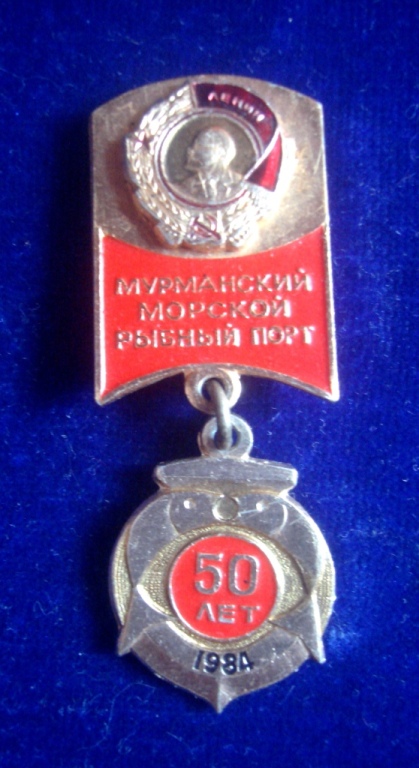 ЛЕНИН
МУРМАНСКИЙ
МОРСКОЙ
РЫБНЫЙ ПОРТ
50
ЛЕТ
1984